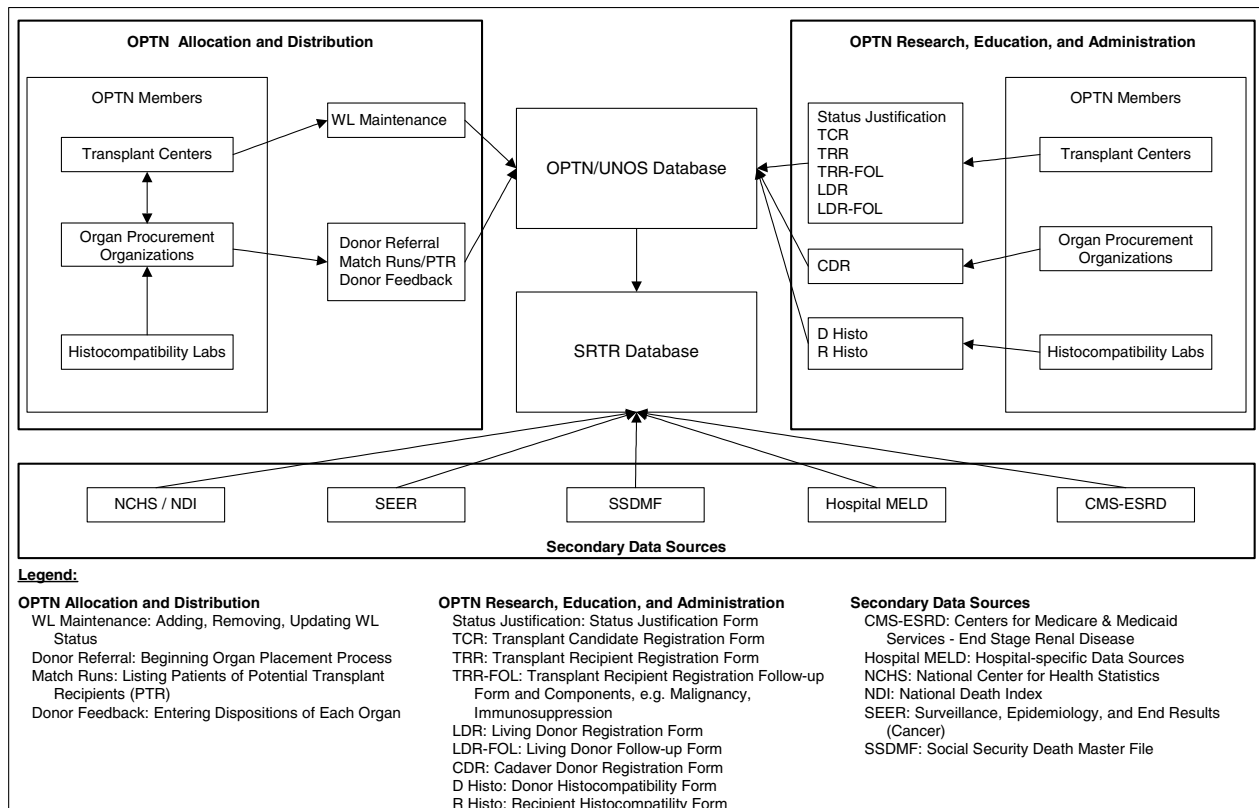 OPTN Allocation and Distribution
OPTN Members
Transplant Centers
Organ Procurement
Organizations
Histocompatibility Labs
WL Maintenance
Donor Referral
Match Runs/PTR
Donor Feedback
OPTN/UNOS Database
SRTR Database
OPTN Research, Education, and Administration
Status Justification
TCR
TRR
TRR-FOL
LDR
LDR-FOL
CDR
D Histo
R Histo
OPTN Members
Transplant Centers
Organ Procurement
Organizations
Histocompatibility Labs
NCHS / NDI
SEER
SSDMF
Hospital MELD
CMS-ESRD
Secondary Data Sources
Legend:
OPTN Allocation and Distribution
WL Maintenance: Adding, Removing, Updating WL
Status
Donor Referral: Beginning Organ Placement Process
Match Runs: Listing Patients of Potential Transplant
Recipients (PTR)
Donor Feedback: Entering Dispositions of Each Organ
OPTN Research, Education, and Administration
Status Justification: Status Justification Form
TCR: Transplant Candidate Registration Form
TRR: Transplant Recipient Registration Form
TRR-FOL: Transplant Recipient Registration Follow-up
Form and Components, e.g. Malignancy,
Immunosuppression
LDR: Living Donor Registration Form
LDR-FOL: Living Donor Follow-up Form
CDR: Cadaver Donor Registration Form
D Histo: Donor Histocompatibility Form
R Histo: Recipient Histocompatility Form
Secondary Data Sources
CMS-ESRD: Centers for Medicare & Medicaid
Services - End Stage Renal Disease
Hospital MELD: Hospital-specific Data Sources
NCHS: National Center for Health Statistics
NDI: National Death Index
SEER: Surveillance, Epidemiology, and End Results
(Cancer)
SSDMF: Social Security Death Master File